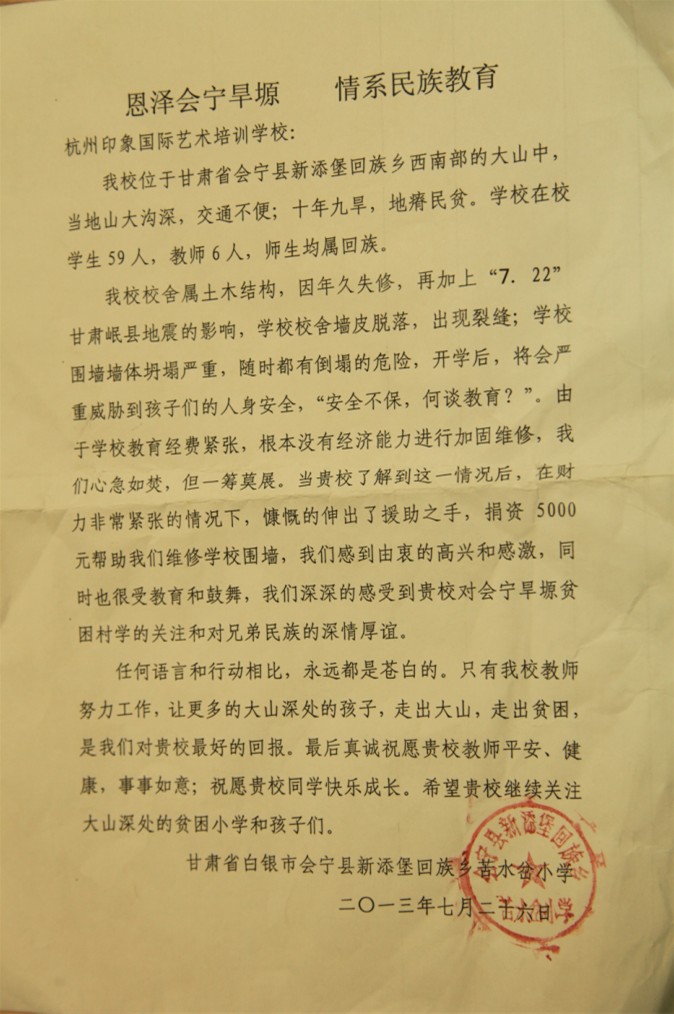 恩泽会宁旱塬 情系民族教育
杭州印象国际艺术培训学校：
我校位于甘肃省会宁县新添堡回族乡西南部的大山中，
当地山大沟深，交通不便；十年九旱，地瘠民贫。学校在校
学生 59 人，教师 6 人，师生均属回族。
我校校舍属土木结构，因年久失修，再加上“7．22”
甘肃岷县地震的影响，学校校舍墙皮脱落，出现裂缝；学校
围墙墙体坍塌严重，随时都有倒塌的危险，开学后，将会严
重威胁到孩子们的人身安全，“安全不保，何谈教育？”。由
于学校教育经费紧张，根本没有经济能力进行加固维修，我
们心急如焚，但一筹莫展。当贵校了解到这一情况后，在财
力非常紧张的情况下，慷慨的伸出了援助之手，捐资 5000
元帮助我们维修学校围墙，我们感到由衷的高兴和感激，同
时也很受教育和鼓舞，我们深深的感受到贵校对会宁旱塬贫
困村学的关注和对兄弟民族的深情厚谊。
任何语言和行动相比，永远都是苍白的。只有我校教师
努力工作，让更多的大山深处的孩子，走出大山，走出贫困，
是我们对贵校最好的回报。最后真诚祝愿贵校教师平安、健
康，事事如意；祝愿贵校同学快乐成长。希望贵校继续关注
大山深处的贫困小学和孩子们。
甘肃省白银市会宁县新添堡回族乡苦水岔小学
二〇一三年七月二十六日
会宁县新添堡回族乡